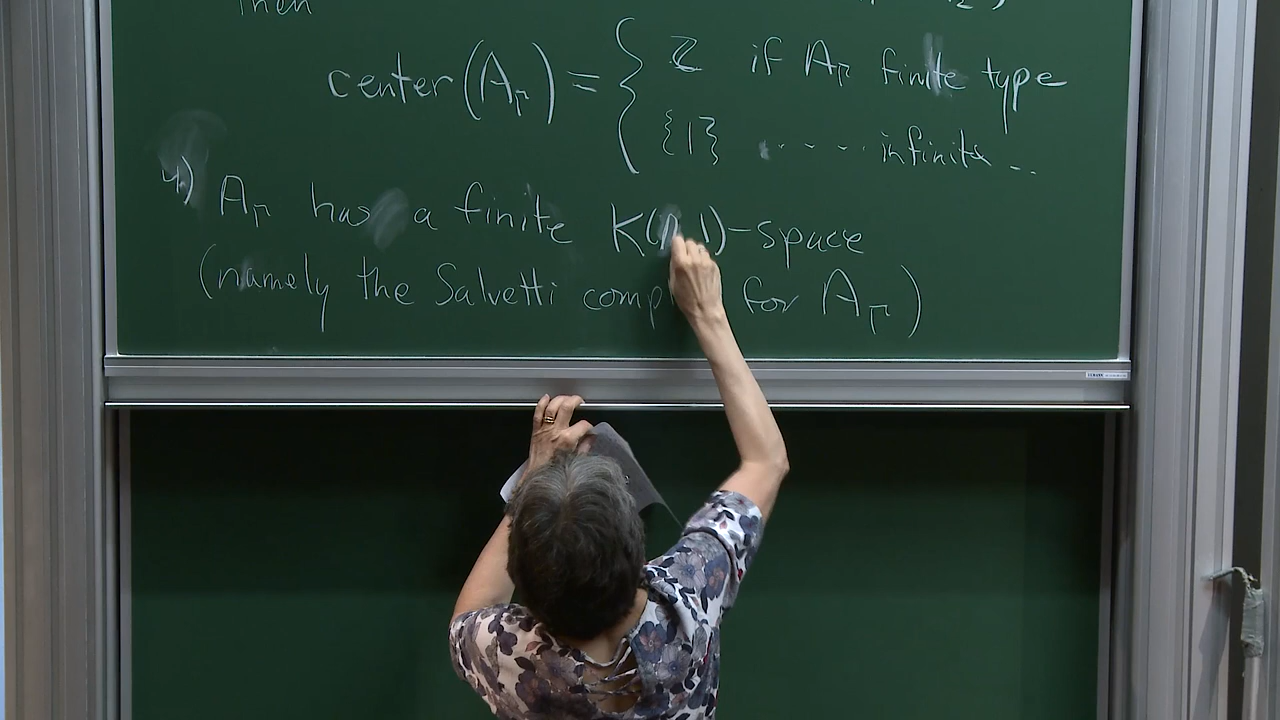 Then
center(A_Γ) = { ℤ if A_Γ finite type
{1} ..... infinite ..
4) A_Γ has a finite K(π,1)-space
(namely the Salvetti comp for A_Γ)